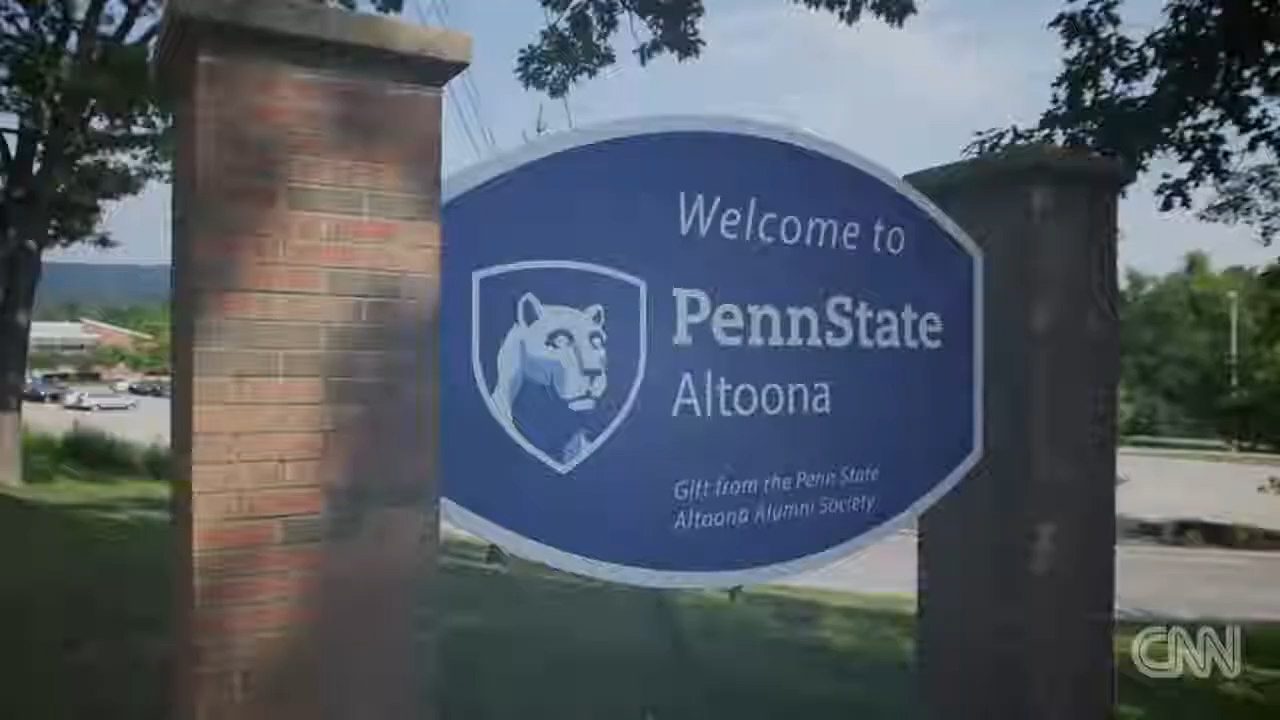 Welcome to
PennState
Altoona
Gift from the Penn State
Altoona Alumni Society
CNN